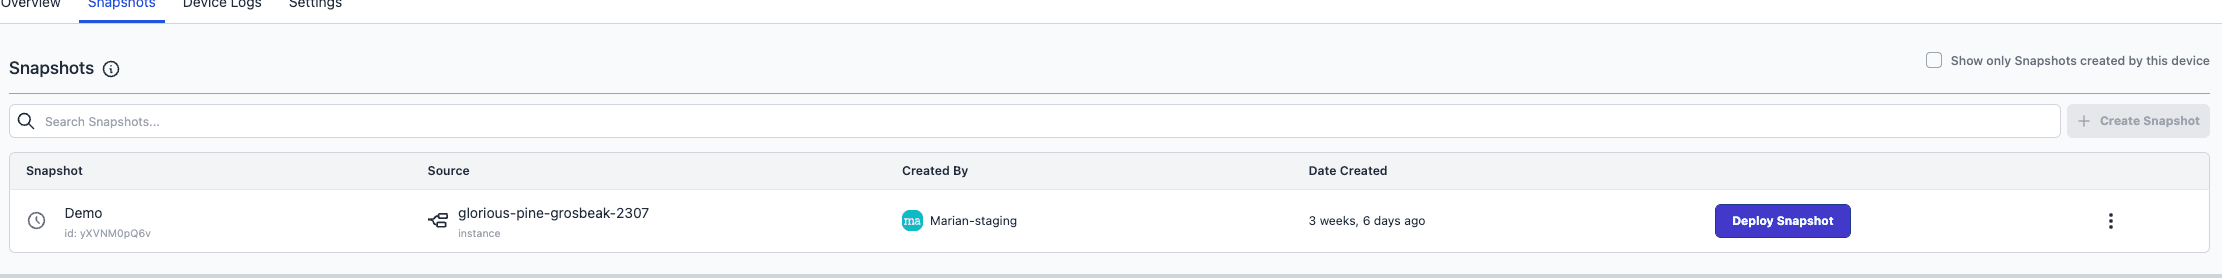 Overview Snapshots Device Logs Settings
Snapshots
Show only Snapshots created by this device
Search Snapshots...
+ Create Snapshot
Snapshot Source Created By Date Created
Demo
id: yXVNM0pQ6v
glorious-pine-grosbeak-2307
instance
ma Marian-staging
3 weeks, 6 days ago
Deploy Snapshot